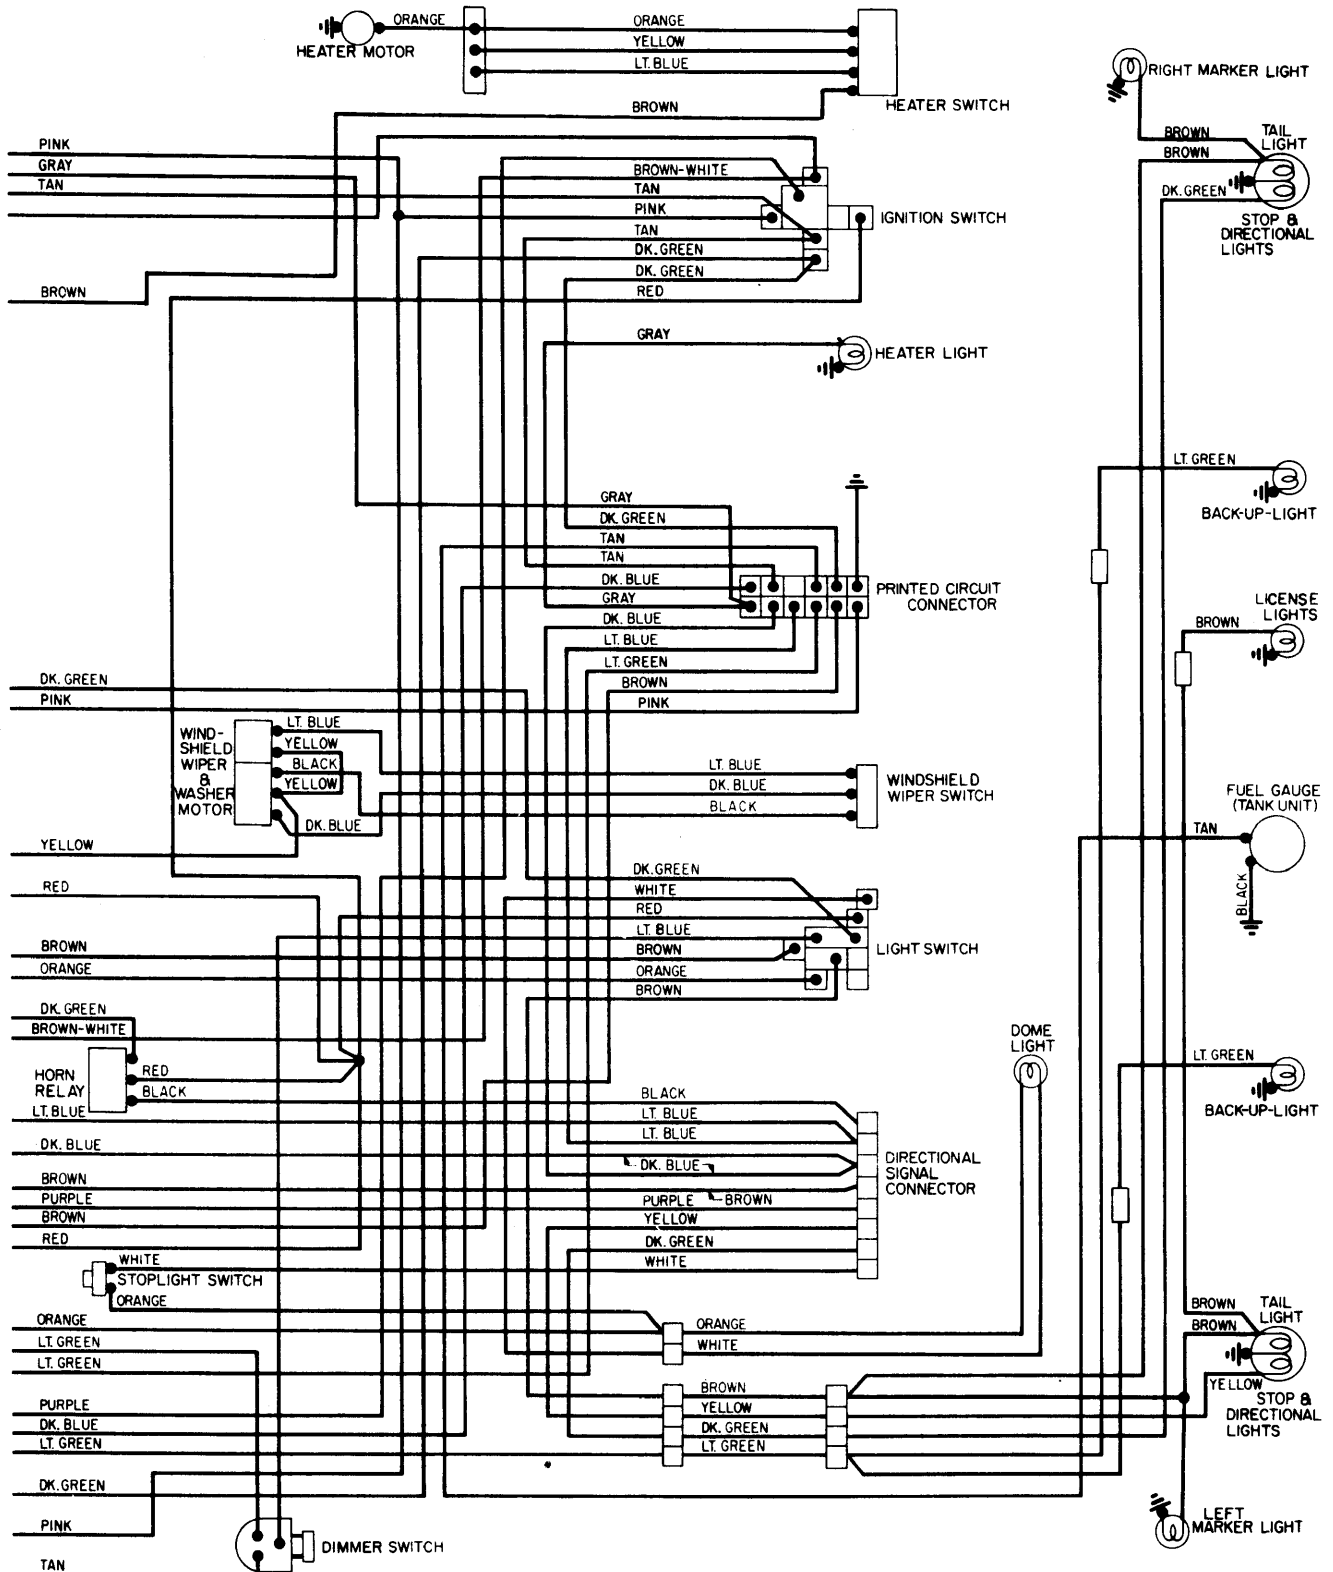 ORANGE
HEATER MOTOR
ORANGE
YELLOW
LT. BLUE
BROWN
HEATER SWITCH
RIGHT MARKER LIGHT
BROWN
BROWN
TAIL
LIGHT
DK. GREEN
STOP &
DIRECTIONAL
LIGHTS
PINK
GRAY
TAN
BROWN
BROWN-WHITE
TAN
PINK
TAN
DK. GREEN
DK. GREEN
RED
IGNITION SWITCH
GRAY
HEATER LIGHT
LT. GREEN
BACK-UP-LIGHT
GRAY
DK. GREEN
TAN
TAN
DK. BLUE
GRAY
DK. BLUE
LT. BLUE
LT. GREEN
BROWN
PINK
PRINTED CIRCUIT
CONNECTOR
LICENSE
LIGHTS
BROWN
DK. GREEN
PINK
WIND-
SHIELD
WIPER
&
WASHER
MOTOR
LT. BLUE
YELLOW
BLACK
YELLOW
DK. BLUE
LT. BLUE
DK. BLUE
BLACK
WINDSHIELD
WIPER SWITCH
FUEL GAUGE
(TANK UNIT)
TAN
BLACK
YELLOW
RED
BROWN
ORANGE
DK. GREEN
WHITE
RED
LT. BLUE
BROWN
ORANGE
BROWN
LIGHT SWITCH
DK. GREEN
BROWN-WHITE
HORN
RELAY
RED
BLACK
LT. BLUE
DK. BLUE
BROWN
PURPLE
BROWN
RED
DOME
LIGHT
LT. GREEN
BACK-UP-LIGHT
BLACK
LT. BLUE
LT. BLUE
DK. BLUE
BROWN
PURPLE
YELLOW
DK. GREEN
WHITE
DIRECTIONAL
SIGNAL
CONNECTOR
WHITE
STOPLIGHT SWITCH
ORANGE
ORANGE
LT. GREEN
LT. GREEN
ORANGE
WHITE
BROWN
YELLOW
DK. GREEN
LT. GREEN
BROWN
BROWN
TAIL
LIGHT
YELLOW
STOP &
DIRECTIONAL
LIGHTS
PURPLE
DK. BLUE
LT. GREEN
DK. GREEN
PINK
TAN
DIMMER SWITCH
LEFT
MARKER LIGHT